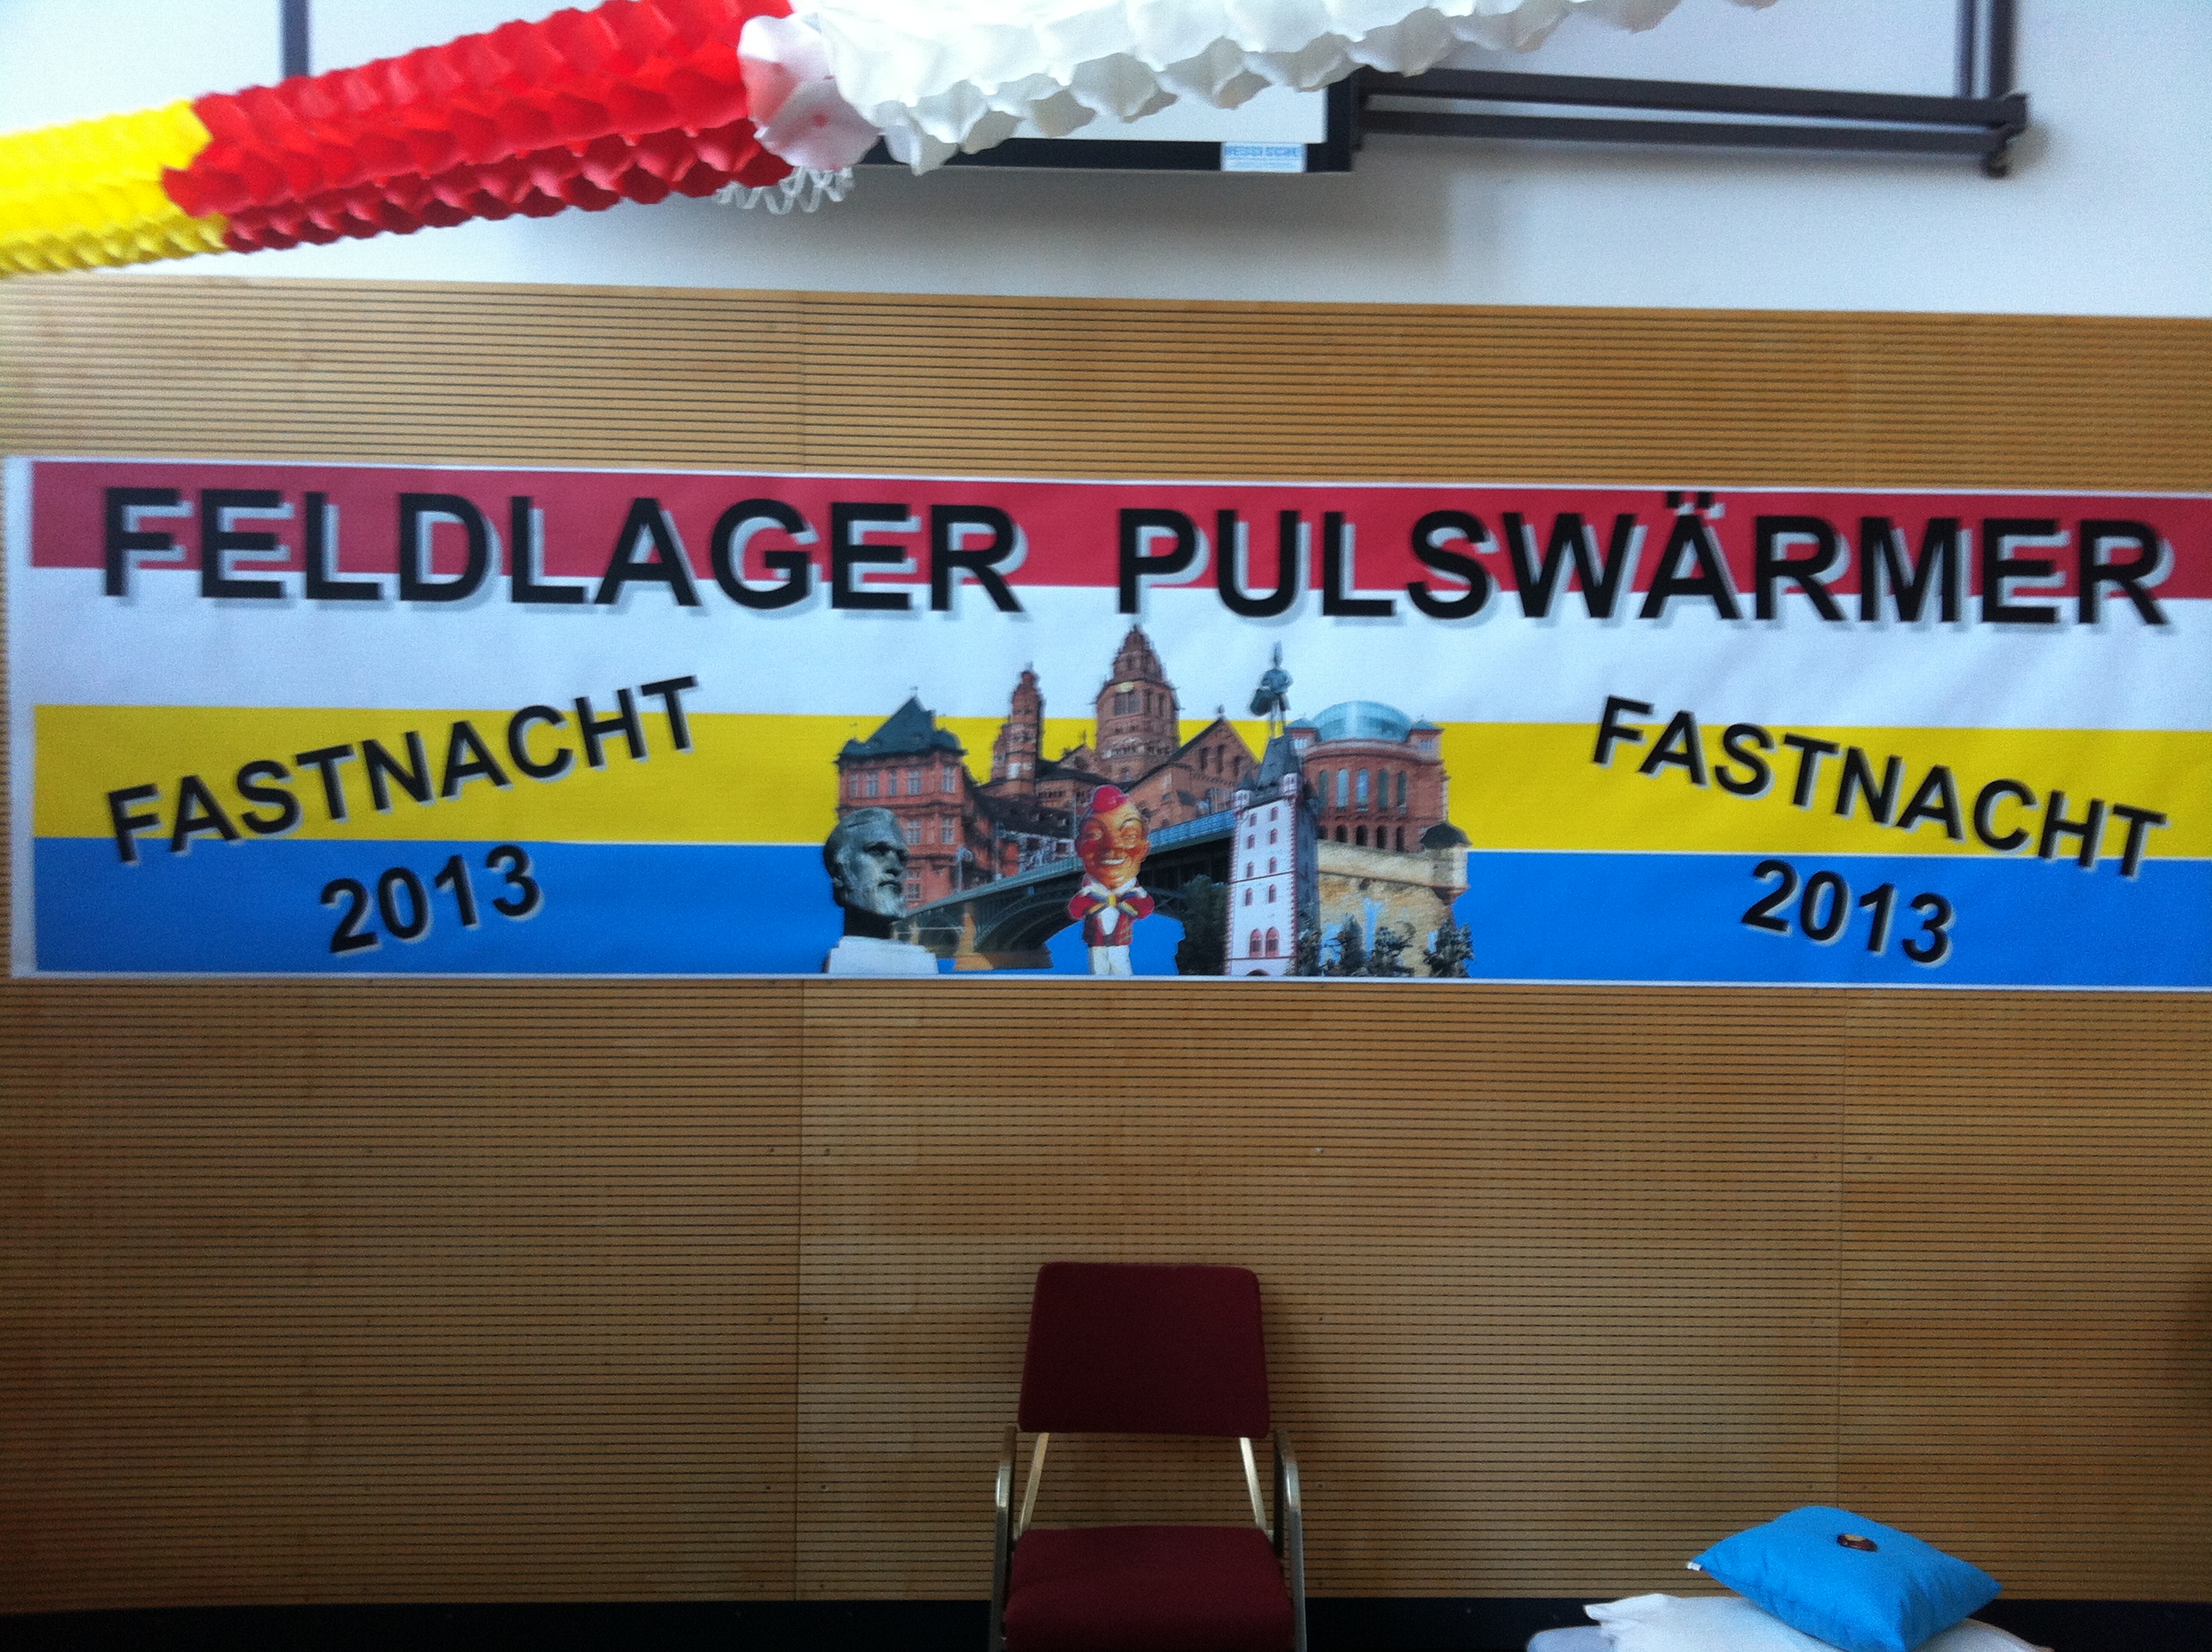 FELDLAGER PULSWÄRMER
FASTNACHT
2013
FASTNACHT
2013